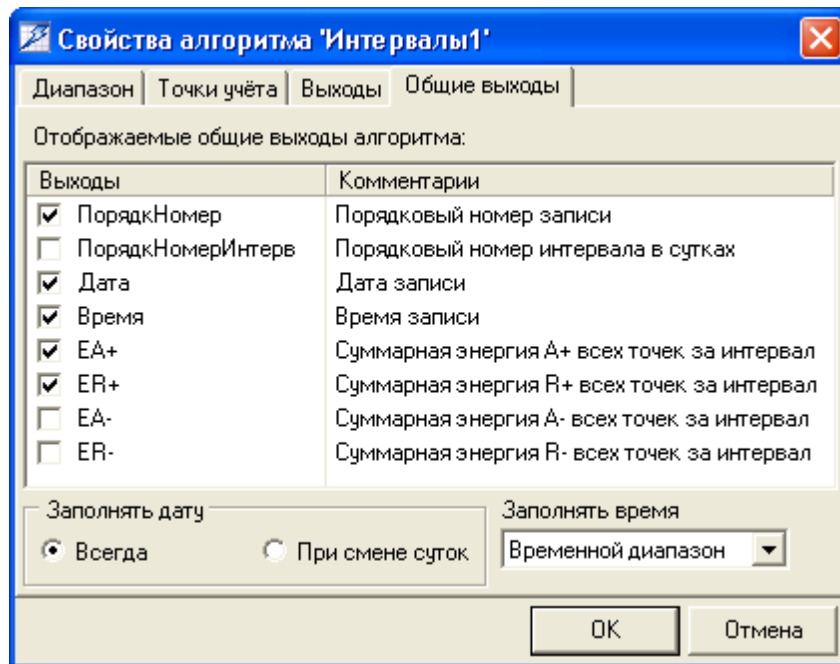 Свойства алгоритма 'Интервалы1'
Диапазон Точки учёта Выходы Общие выходы
Отображаемые общие выходы алгоритма:
Выходы Комментарии
ПорядкНомер Порядковый номер записи
ПорядкНомерИнтерв Порядковый номер интервала в сутках
Дата Дата записи
Время Время записи
EA+ Суммарная энергия A+ всех точек за интервал
ER+ Суммарная энергия R+ всех точек за интервал
EA- Суммарная энергия A- всех точек за интервал
ER- Суммарная энергия R- всех точек за интервал
Заполнять дату Заполнять время
Всегда При смене суток Временной диапазон
OK Отмена